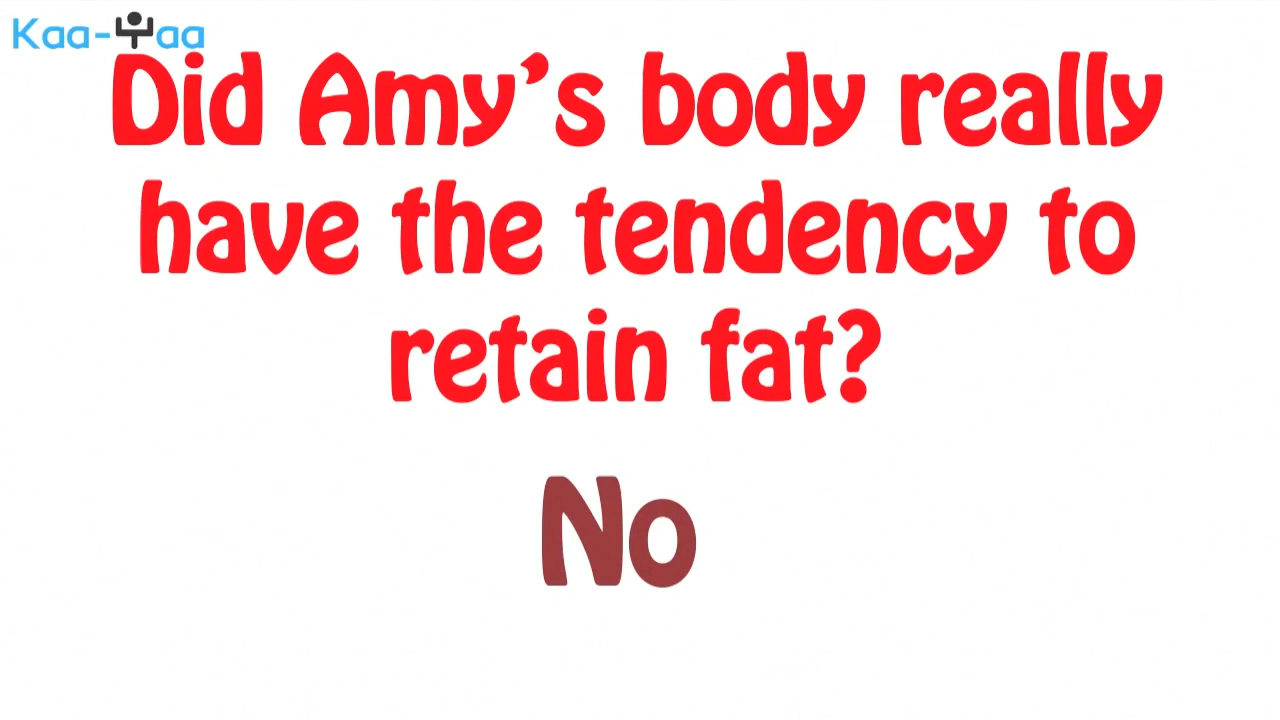 Kaa-Yaa
Did Amy’s body really
have the tendency to
retain fat?
No